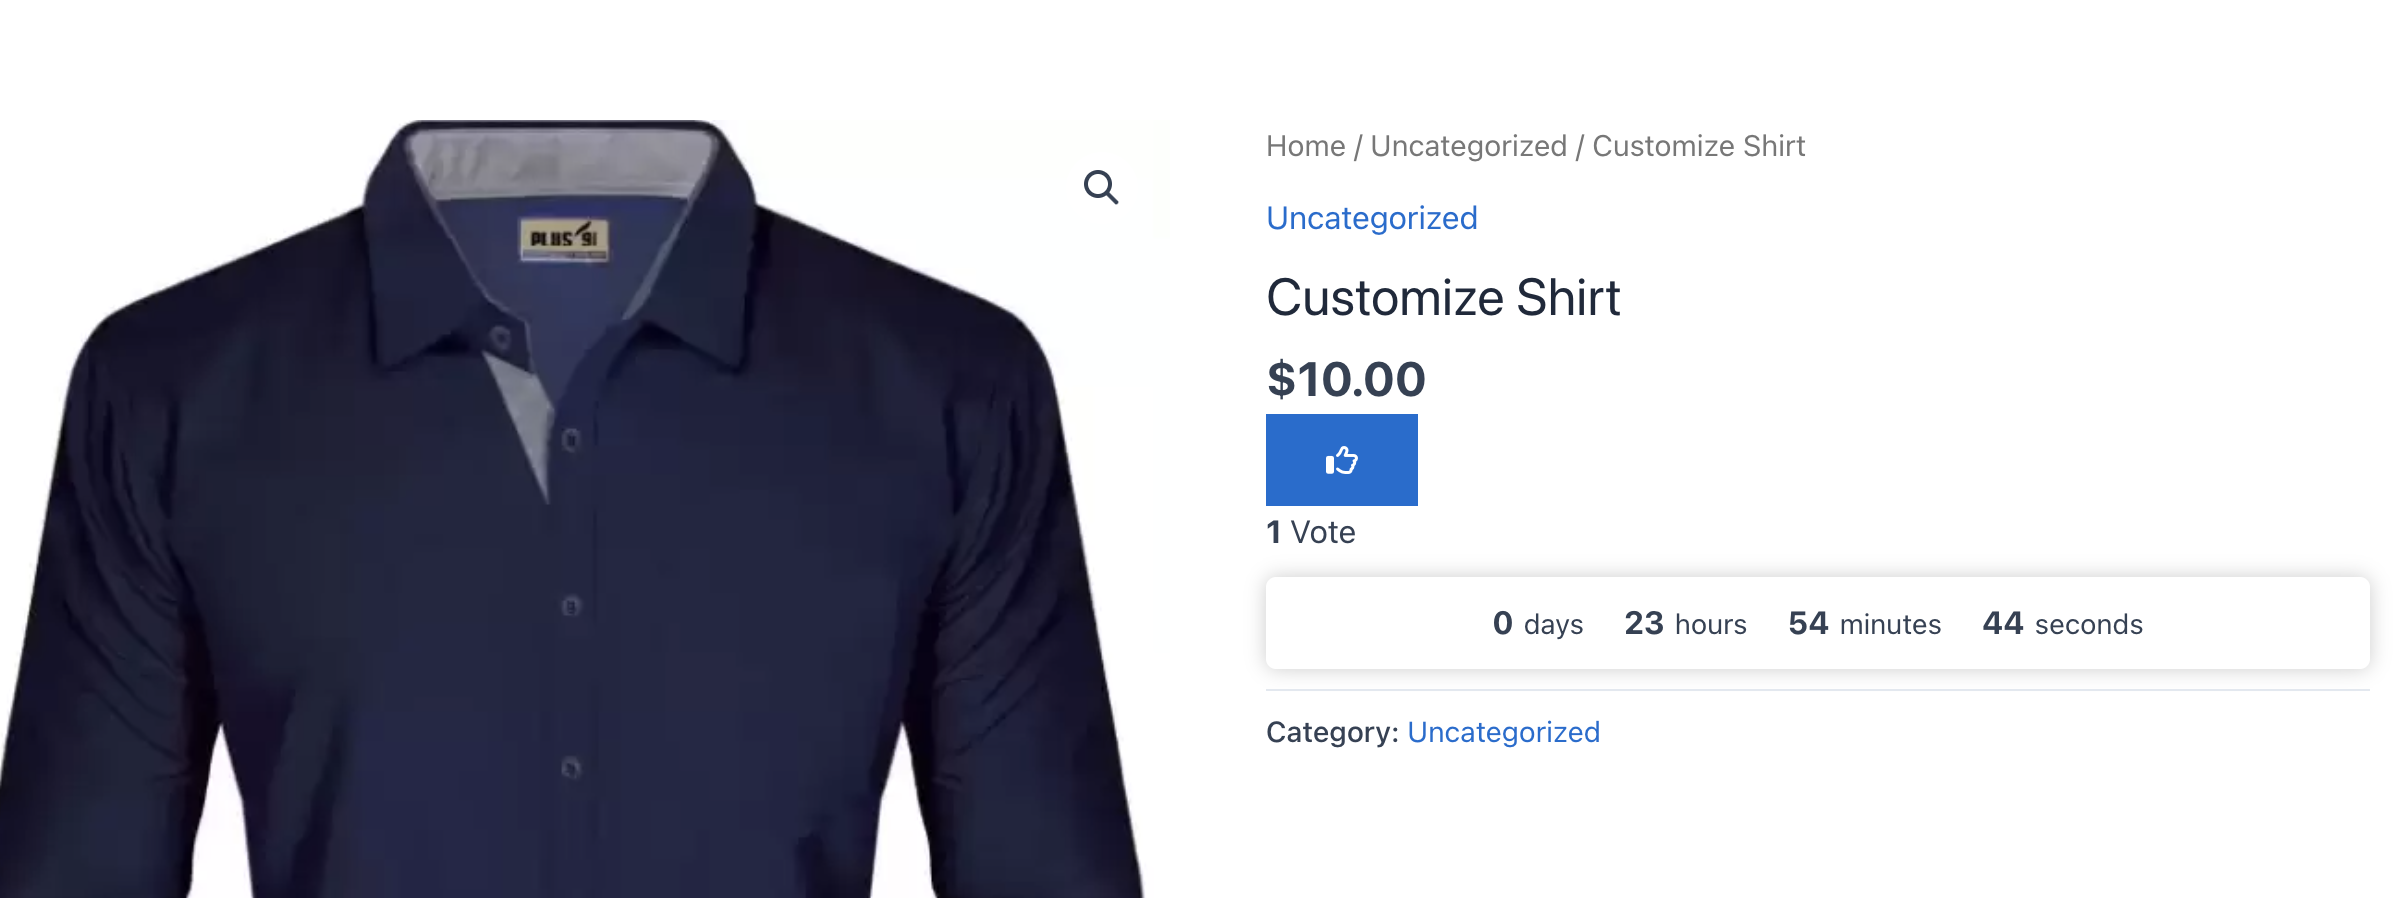 PLUS 91
Home / Uncategorized / Customize Shirt
Uncategorized
Customize Shirt
$10.00
1 Vote
0 days 23 hours 54 minutes 44 seconds
Category: Uncategorized